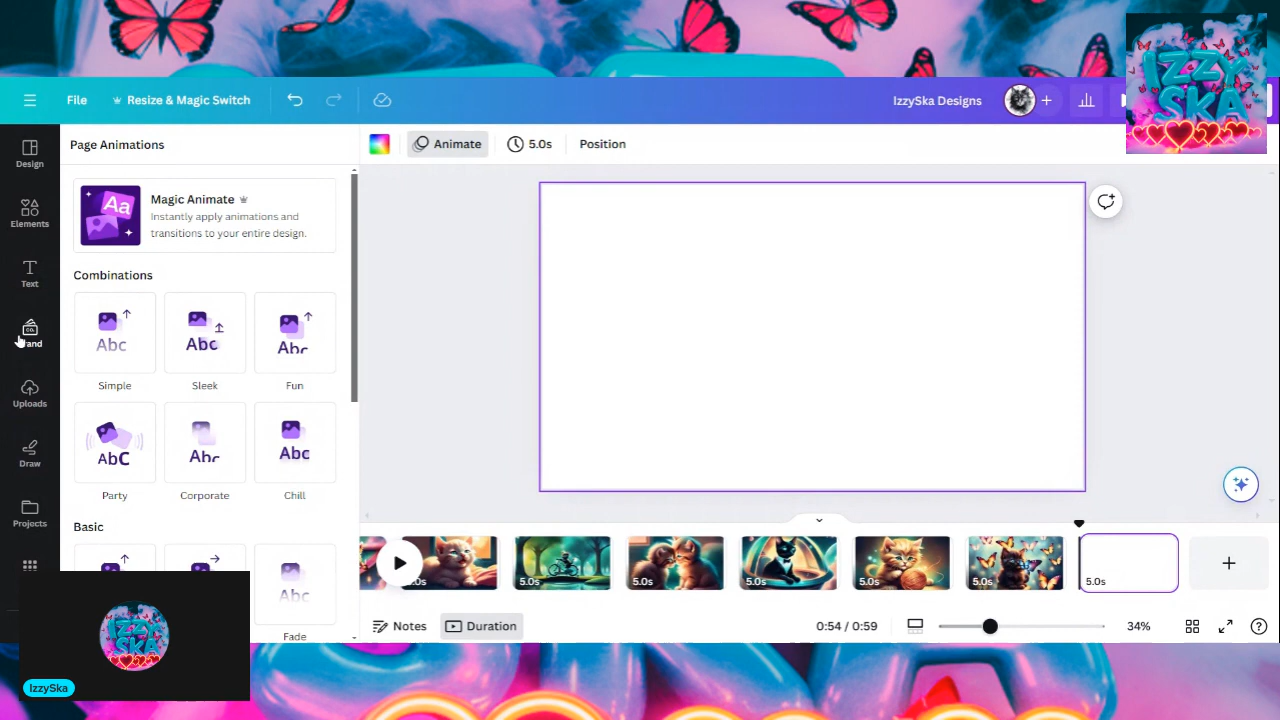 File
Resize & Magic Switch
IzzySka Designs
IZZY
SKA
Design
Elements
Text
Uploads
Draw
Projects
Page Animations
Magic Animate
Instantly apply animations and
transitions to your entire design.
Combinations
Abc
Abc
Abc
Simple
Sleek
Fun
AbC
Abc
Abc
Party
Corporate
Chill
Basic
Abc
Fade
Aa
Animate
5.0s
Position
5.0s
5.0s
5.0s
5.0s
5.0s
5.0s
Notes
Duration
0:54 / 0:59
34%
IZZY
SKA
IzzySka